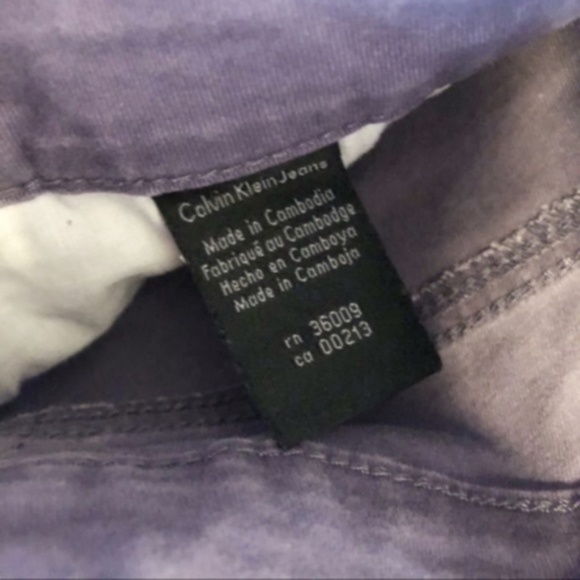 Calvin Klein Jeans
Made in Cambodia
Fabriqué au Cambodge
Hecho en Camboya
Made in Camboja
rn 36009
ca 00213